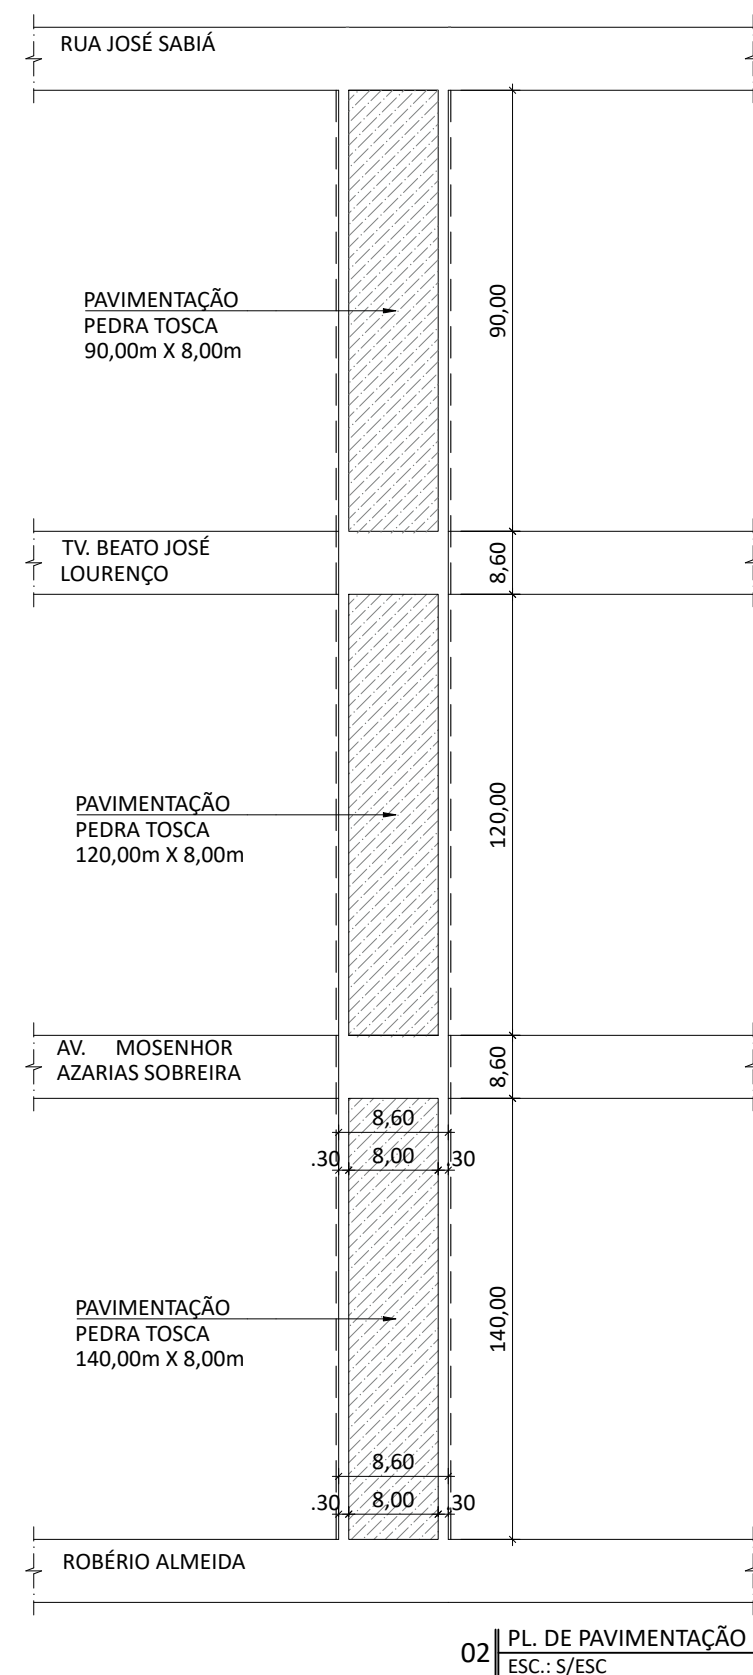 RUA JOSÉ SABIÁ
PAVIMENTAÇÃO
PEDRA TOSCA
90,00m X 8,00m
90,00
TV. BEATO JOSÉ
LOURENÇO
8,60
PAVIMENTAÇÃO
PEDRA TOSCA
120,00m X 8,00m
120,00
AV. MOSENHOR
AZARIAS SOBREIRA
8,60
8,60
.30 8,00 .30
PAVIMENTAÇÃO
PEDRA TOSCA
140,00m X 8,00m
140,00
8,60
.30 8,00 .30
ROBÉRIO ALMEIDA
02 PL. DE PAVIMENTAÇÃO
ESC.: S/ESC